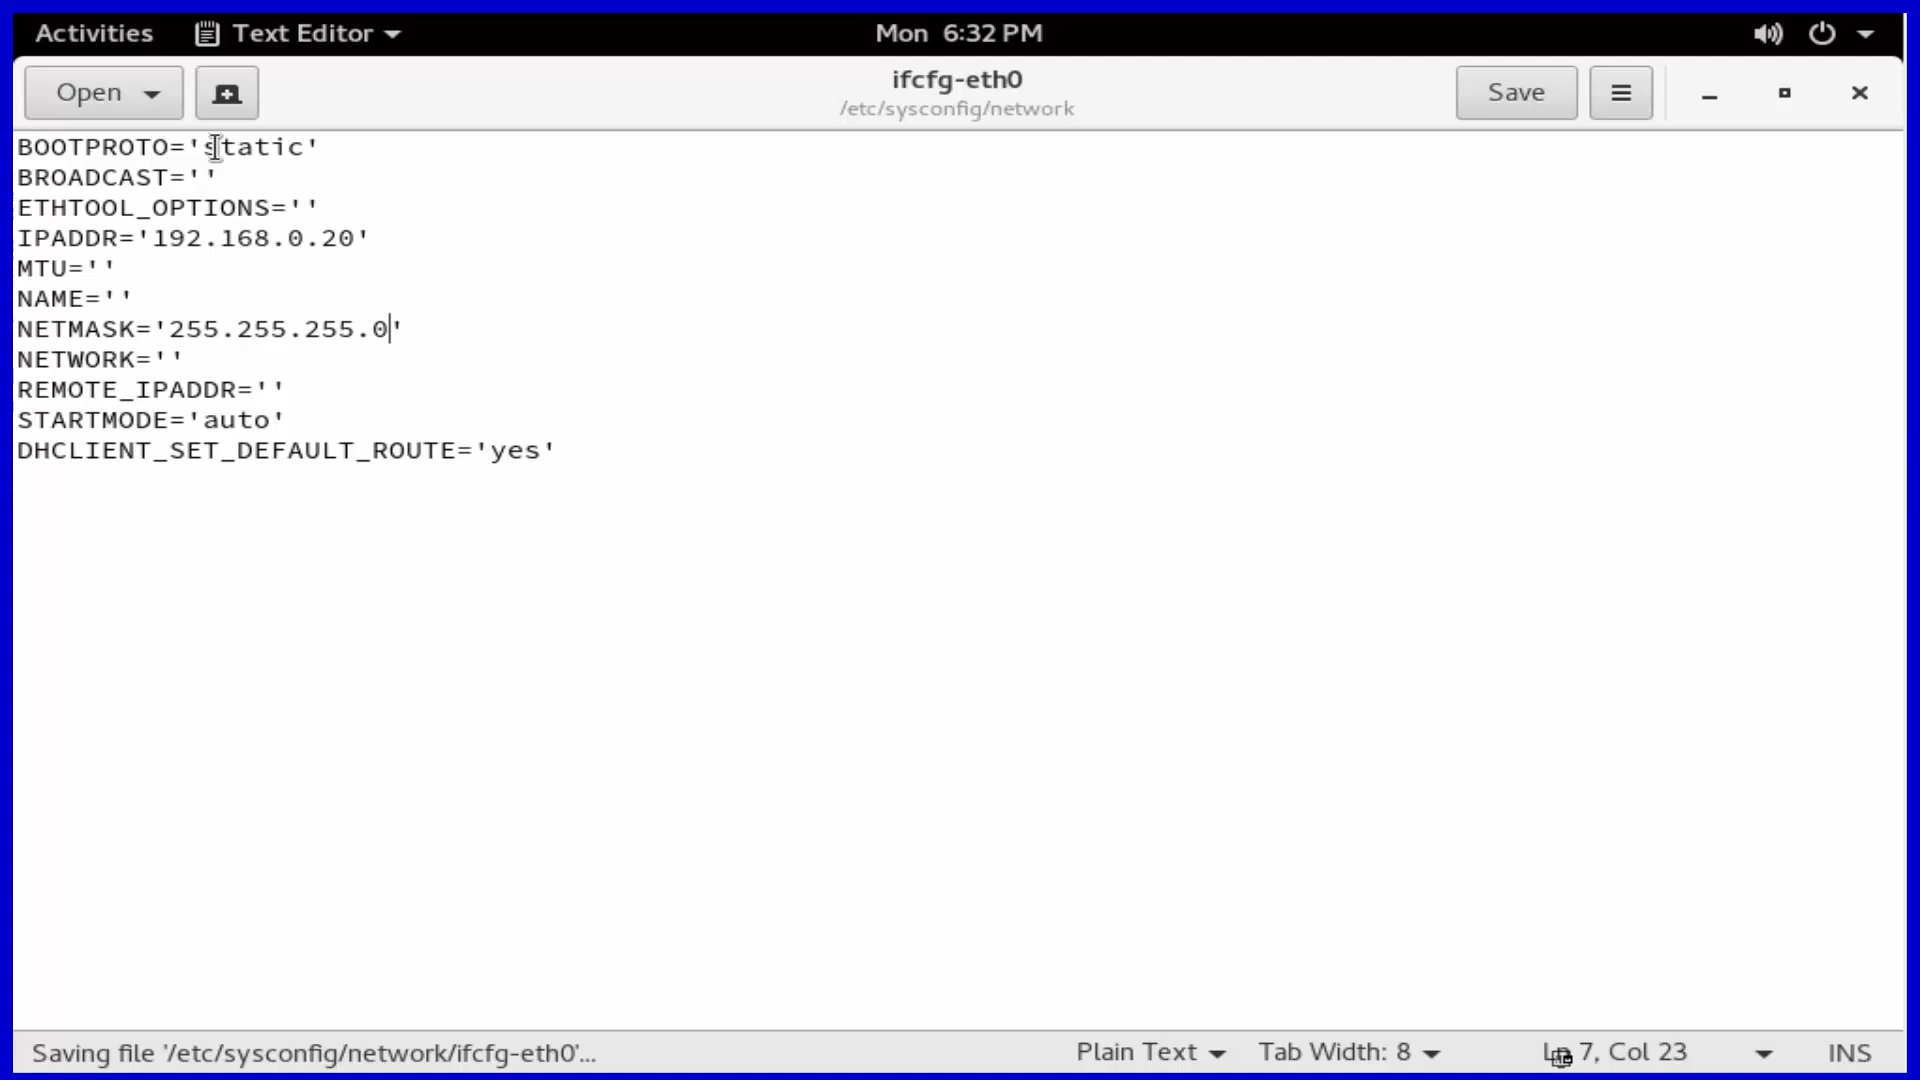 Activities Text Editor Mon 6:32 PM
Open ifcfg-eth0 Save
/etc/sysconfig/network
BOOTPROTO='static'
BROADCAST=''
ETHTOOL_OPTIONS=''
IPADDR='192.168.0.20'
MTU=''
NAME=''
NETMASK='255.255.255.0'
NETWORK=''
REMOTE_IPADDR=''
STARTMODE='auto'
DHCLIENT_SET_DEFAULT_ROUTE='yes'
Saving file '/etc/sysconfig/network/ifcfg-eth0'... Plain Text Tab Width: 8 Ln 7, Col 23 INS